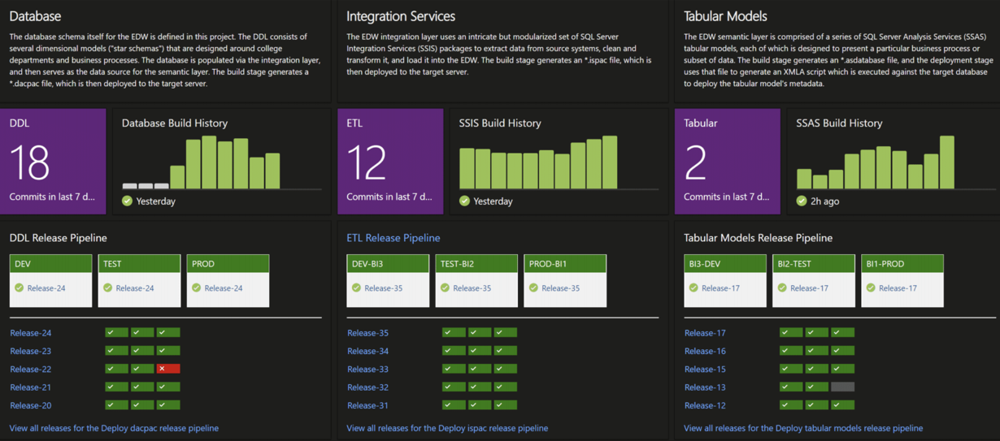 Database
The database schema itself for the EDW is defined in this project. The DDL consists of
several dimensional models ("star schemas") that are designed around college
departments and business processes. The database is populated via the integration layer,
and then serves as the data source for the semantic layer. The build stage generates a
*.dacpac file, which is then deployed to the target server.
Integration Services
The EDW integration layer uses an intricate but modularized set of SQL Server
Integration Services (SSIS) packages to extract data from source systems, clean and
transform it, and load it into the EDW. The build stage generates an *.ispac file, which is
then deployed to the target server.
Tabular Models
The EDW semantic layer is comprised of a series of SQL Server Analysis Services (SSAS)
tabular models, each of which is designed to present a particular business process or
subset of data. The build stage generates an *.asdatabase file, and the deployment stage
uses that file to generate an XMLA script which is executed against the target database
to deploy the tabular model's metadata.
DDL
18
Commits in last 7 d...
Database Build History
Yesterday
ETL
12
Commits in last 7 d...
SSIS Build History
Yesterday
Tabular
2
Commits in last 7 d...
SSAS Build History
2h ago
DDL Release Pipeline
DEV
Release-24
TEST
Release-24
PROD
Release-24
Release-24
Release-23
Release-22
Release-21
Release-20
View all releases for the Deploy dacpac release pipeline
ETL Release Pipeline
DEV-BI3
Release-35
TEST-BI2
Release-35
PROD-BI1
Release-35
Release-35
Release-34
Release-33
Release-32
Release-31
View all releases for the Deploy ispac release pipeline
Tabular Models Release Pipeline
BI3-DEV
Release-17
BI2-TEST
Release-17
BI1-PROD
Release-17
Release-17
Release-16
Release-15
Release-13
Release-12
View all releases for the Deploy tabular models release pipeline